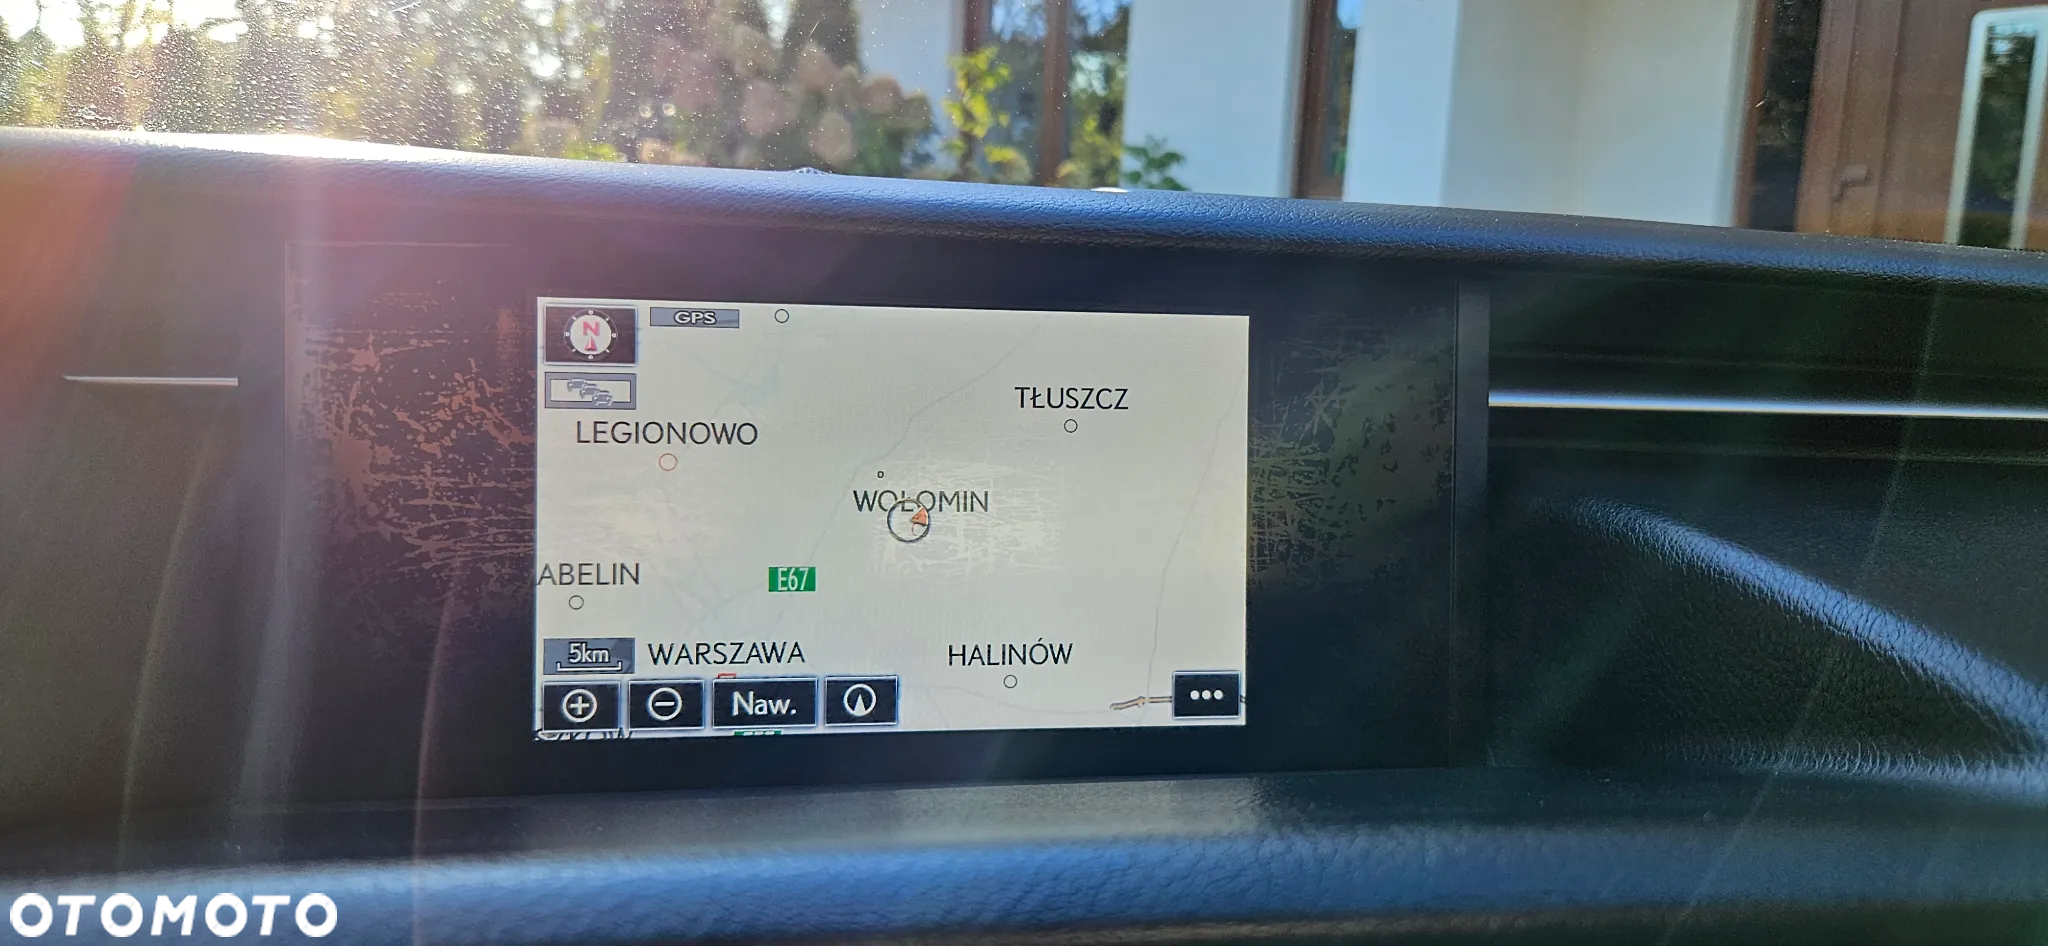 N
GPS
TŁUSZCZ
LEGIONOWO
WOŁOMIN
ABELIN
E67
5km
WARSZAWA
HALINÓW
Naw.
OTOMOTO